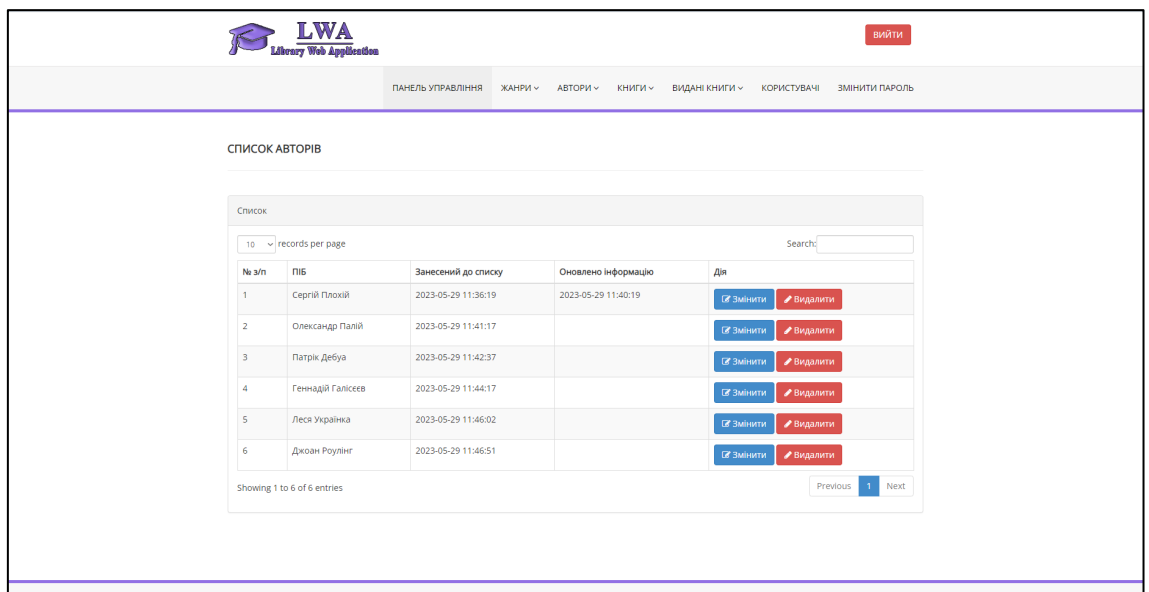 LWA
Library Web Application
ВИЙТИ
ПАНЕЛЬ УПРАВЛІННЯ ЖАНРИ АВТОРИ КНИГИ ВИДАНІ КНИГИ КОРИСТУВАЧІ ЗМІНИТИ ПАРОЛЬ
СПИСОК АВТОРІВ
Список
10 records per page Search:
№ з/п ПІБ Занесений до списку Оновлено інформацію Дія
1 Сергій Плохій 2023-05-29 11:36:19 2023-05-29 11:40:19 Змінити Видалити
2 Олександр Палій 2023-05-29 11:41:17 Змінити Видалити
3 Патрік Дебуа 2023-05-29 11:42:37 Змінити Видалити
4 Геннадій Галісєєв 2023-05-29 11:44:17 Змінити Видалити
5 Леся Українка 2023-05-29 11:46:02 Змінити Видалити
6 Джоан Роулінг 2023-05-29 11:46:51 Змінити Видалити
Showing 1 to 6 of 6 entries Previous 1 Next